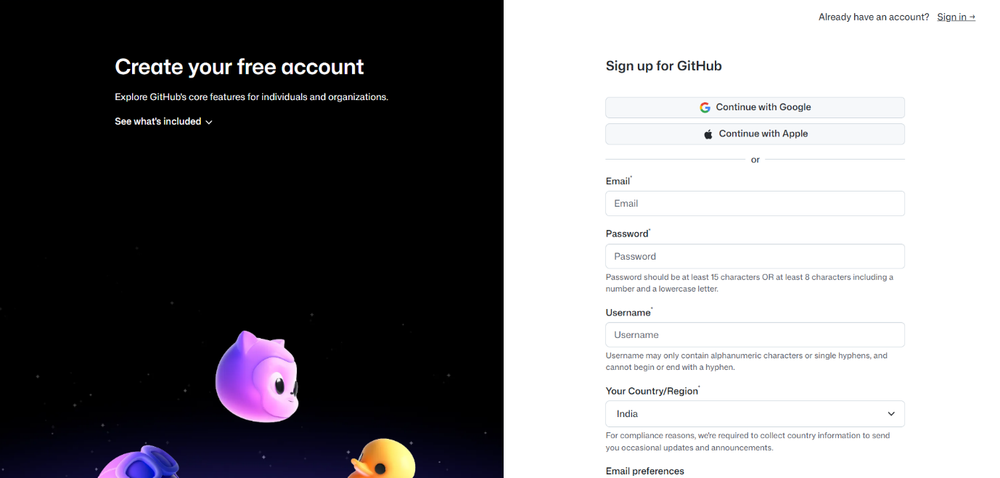 Already have an account? Sign in →
Create your free account
Explore GitHub's core features for individuals and organizations.
See what's included
Sign up for GitHub
Continue with Google
Continue with Apple
or
Email*
Email
Password*
Password
Password should be at least 15 characters OR at least 8 characters including a
number and a lowercase letter.
Username*
Username
Username may only contain alphanumeric characters or single hyphens, and
cannot begin or end with a hyphen.
Your Country/Region*
India
For compliance reasons, we're required to collect country information to send
you occasional updates and announcements.
Email preferences